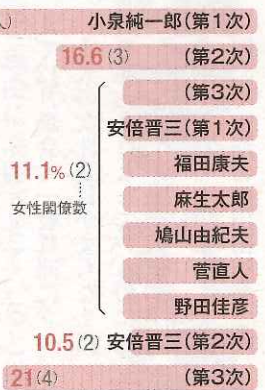 ) 小泉純一郎(第1次)
16.6(3) (第2次)
(第3次)
安倍晋三(第1次)
11.1%(2) 福田康夫
女性閣僚数 麻生太郎
鳩山由紀夫
菅直人
野田佳彦
10.5(2) 安倍晋三(第2次)
21(4) (第3次)